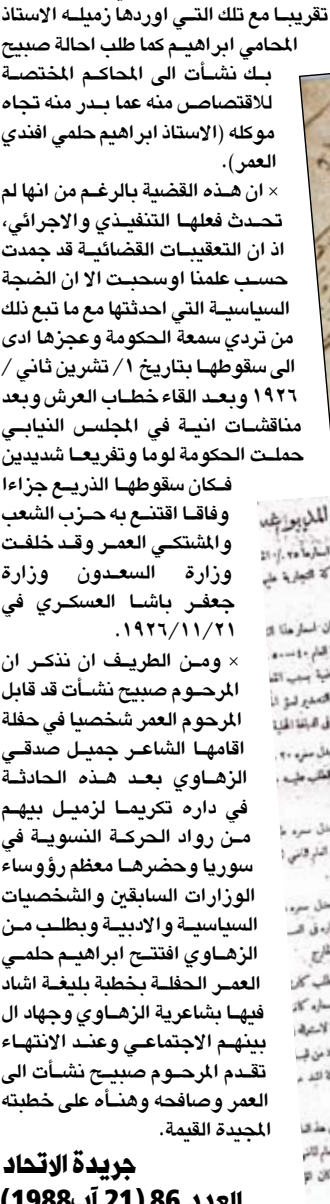 تقريبا مع تلك التي اوردها زميله الاستاذ
المحامي ابراهيم كما طلب احالة صبيح
بك نشأت الى المحاكم المختصة
للاقتصاص منه عما بدر منه تجاه
موكله (الاستاذ ابراهيم حلمي افندي
العمر).
× ان هذه القضية بالرغم من انها لم
تحدث فعلها التنفيذي والاجرائي،
اذ ان التعقيبات القضائية قد جمدت
حسب علمنا اوسحبت الا ان الضجة
السياسية التي احدثتها مع ما تبع ذلك
من تردي سمعة الحكومة وعجزها ادى
الى سقوطها بتاريخ ١/ تشرين ثاني /
١٩٢٦ وبعد القاء خطاب العرش وبعد
مناقشات انية في المجلس النيابي
حملت الحكومة لوما وتفريعا شديدين
فكان سقوطها الذريع جزاءا
وفاقا اقتنع به حزب الشعب
والمشتكي العمر وقد خلفت
وزارة السعدون وزارة
جعفر باشا العسكري في
١٩٢٦/١١/٢١.
× ومن الطريف ان نذكر ان
المرحوم صبيح نشأت قد قابل
المرحوم العمر شخصيا في حفلة
اقامها الشاعر جميل صدقي
الزهاوي بعد هذه الحادثة
في داره تكريما لزميل بيهم
من رواد الحركة النسوية في
سوريا وحضرها معظم رؤوساء
الوزارات السابقين والشخصيات
السياسية والادبية وبطلب من
الزهاوي افتتح ابراهيم حلمي
العمر الحفلة بخطبة بليغة اشاد
فيها بشاعرية الزهاوي وجهاد ال
بينهم الاجتماعي وعند الانتهاء
تقدم المرحوم صبيح نشأت الى
العمر وصافحه وهنأه على خطبته
المجيدة القيمة.
جريدة الاتحاد
العدد 86 (21 آب 1988)